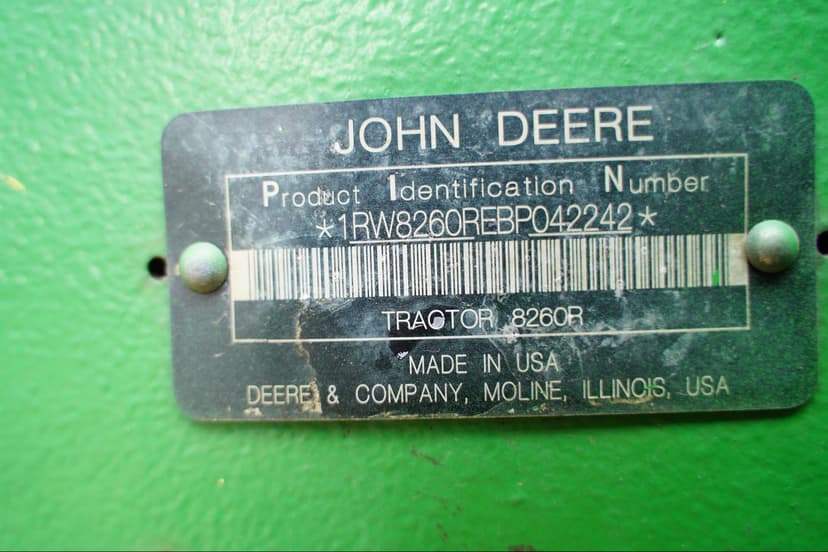 JOHN DEERE
Product Identification Number
*1RW8260REBP042242*
TRACTOR 8260R
MADE IN USA
DEERE & COMPANY, MOLINE, ILLINOIS, USA